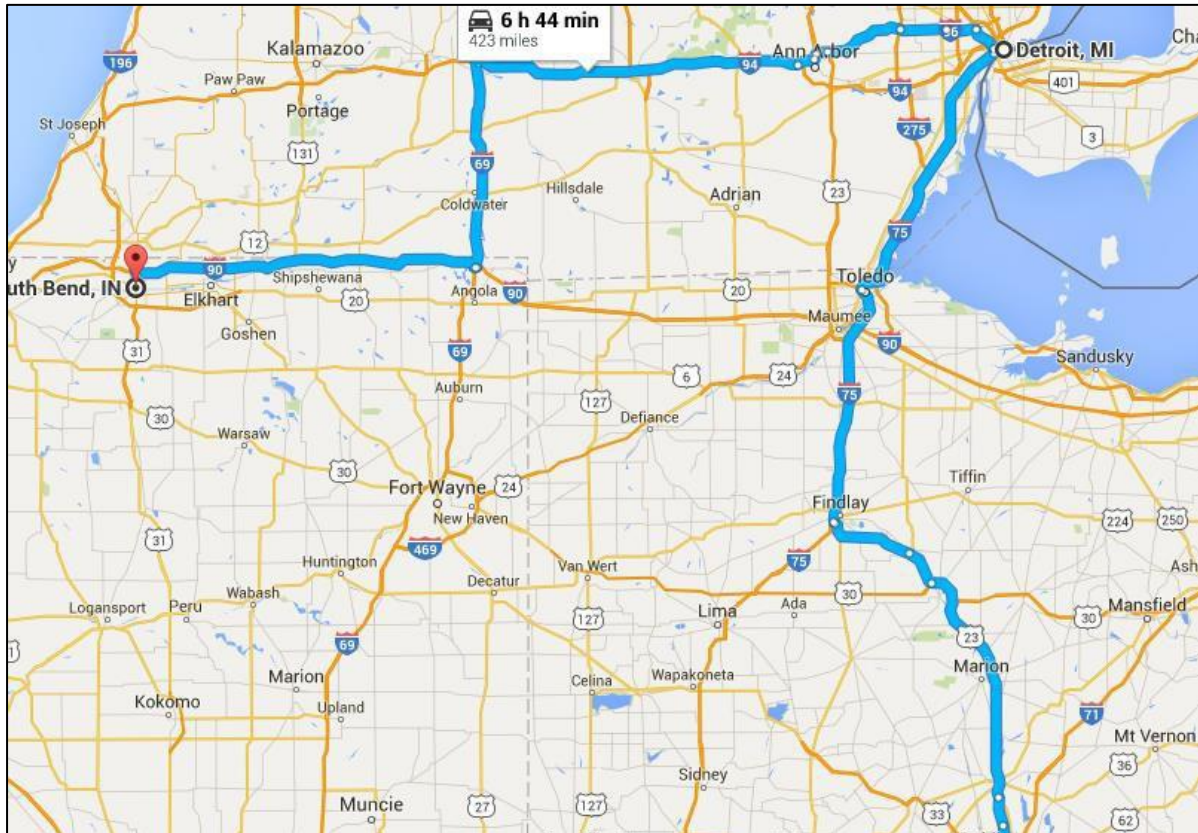 6 h 44 min
423 miles
96
Kalamazoo
Ann Arbor
Detroit, MI
Cha
196
94
401
Paw Paw
94
Portage
St Joseph
275
3
131
69
Hillsdale
Adrian
23
Coldwater
12
75
y
90
Shipshewana
Toledo
uth Bend, IN
Elkhart
20
Angola
90
20
Goshen
Maumee
31
69
90
Sandusky
24
6
Auburn
127
30
Defiance
Warsaw
75
30
Tiffin
Fort Wayne
24
Findlay
New Haven
224
250
31
469
Huntington
75
Van Wert
Ash
Decatur
30
Wabash
Lima
Ada
Mansfield
Logansport
Peru
127
30
1
69
23
Marion
Marion
Celina
Wapakoneta
Kokomo
Upland
71
Mt Vernon
36
Sidney
Muncie
27
127
33
62